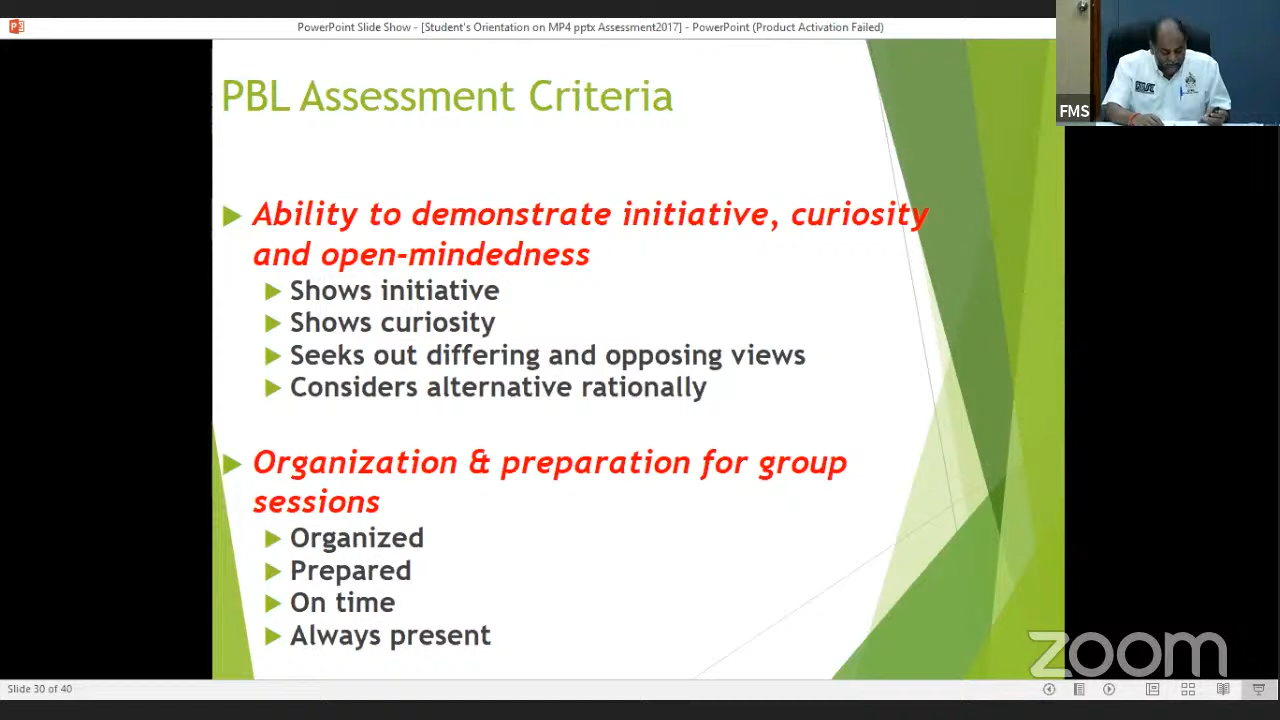 PowerPoint Slide Show - [Student's Orientation on MP4 pptx Assessment2017] - PowerPoint (Product Activation Failed)
FMS
PBL Assessment Criteria
Ability to demonstrate initiative, curiosity
and open-mindedness
Shows initiative
Shows curiosity
Seeks out differing and opposing views
Considers alternative rationally
Organization & preparation for group
sessions
Organized
Prepared
On time
Always present
zoom
Slide 30 of 40